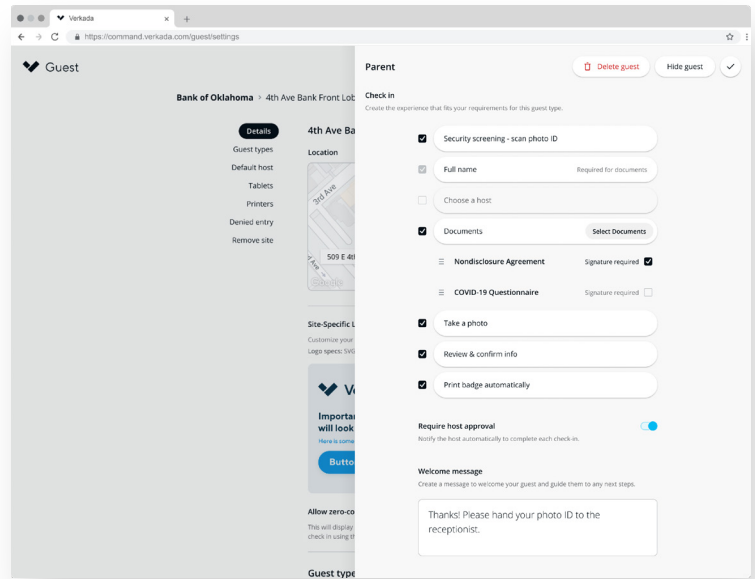 Verkada
https://command.verkada.com/guest/settings
Guest
Bank of Oklahoma > 4th Ave Bank Front Lob
Details
Guest types
Default host
Tablets
Printers
Denied entry
Remove site
4th Ave Ba
Location
3rd Ave
509 E 4th
Ave
Google
Site-Specific L
Customize your
Logo specs: SVG
Ve
Importa
will look
Here is some
Butto
Allow zero-co
This will display
check in using th
Guest type
Parent
Delete guest
Hide guest
Check in
Create the experience that fits your requirements for this guest type.
Security screening - scan photo ID
Full name Required for documents
Choose a host
Documents Select Documents
Nondisclosure Agreement Signature required
COVID-19 Questionnaire Signature required
Take a photo
Review & confirm info
Print badge automatically
Require host approval
Notify the host automatically to complete each check-in.
Welcome message
Create a message to welcome your guest and guide them to any next steps.
Thanks! Please hand your photo ID to the
receptionist.